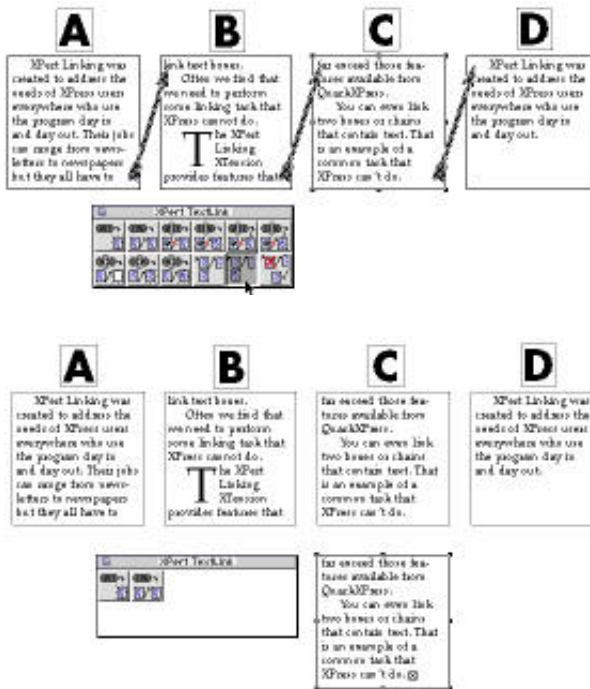 A B C D
XPert Linking was
created to address the
needs of XPress users
everywhere who use
the program day in
and day out. Their jobs
can range from news-
letters to newspapers
but they all have to
link text boxes.
Often we find that
we need to perform
some linking task that
XPress cannot do.
The XPert
Linking
XTension
provides features that
far exceed those fea-
tures available from
QuarkXPress.
You can even link
two boxes or chains
that contain text. That
is an example of a
common task that
XPress can't do.
XPert Linking was
created to address the
needs of XPress users
everywhere who use
the program day in
and day out.
XPert TextLink
A B C D
XPert Linking was
created to address the
needs of XPress users
everywhere who use
the program day in
and day out. Their jobs
can range from news-
letters to newspapers
but they all have to
link text boxes.
Often we find that
we need to perform
some linking task that
XPress cannot do.
The XPert
Linking
XTension
provides features that
far exceed those fea-
tures available from
QuarkXPress.
You can even link
two boxes or chains
that contain text. That
is an example of a
common task that
XPress can't do.
XPert Linking was
created to address the
needs of XPress users
everywhere who use
the program day in
and day out.
XPert TextLink
far exceed those fea-
tures available from
QuarkXPress.
You can even link
two boxes or chains
that contain text. That
is an example of a
common task that
XPress can't do.